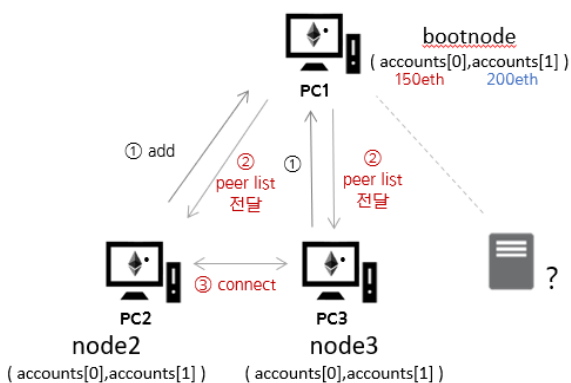 bootnode
( accounts[0],accounts[1] )
150eth 200eth
PC1
① add
②
peer list
전달
①
②
peer list
전달
③ connect
?
PC2
PC3
node2
node3
( accounts[0],accounts[1] )
( accounts[0],accounts[1] )